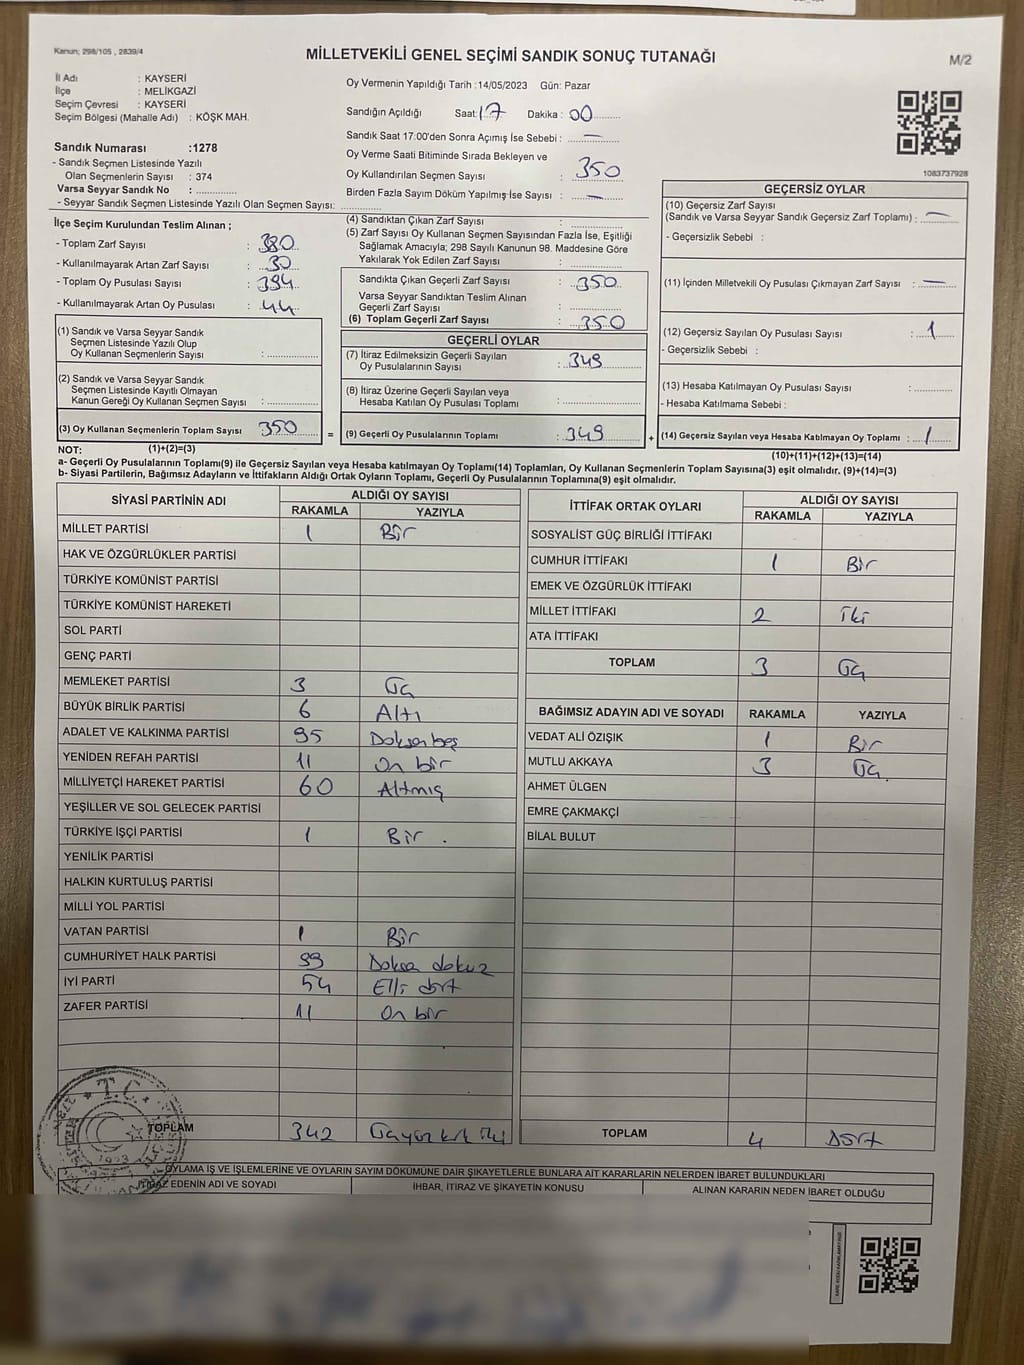 Kanun; 298/105 , 2839/4
MİLLETVEKİLİ GENEL SEÇİMİ SANDIK SONUÇ TUTANAĞI
M/2
İl Adı : KAYSERİ
İlçe : MELİKGAZİ
Seçim Çevresi : KAYSERİ
Seçim Bölgesi (Mahalle Adı) : KÖŞK MAH.
Sandık Numarası :1278
- Sandık Seçmen Listesinde Yazılı
Olan Seçmenlerin Sayısı : 374
Varsa Seyyar Sandık No :
- Seyyar Sandık Seçmen Listesinde Yazılı Olan Seçmen Sayısı:
Oy Vermenin Yapıldığı Tarih :14/05/2023 Gün: Pazar
Sandığın Açıldığı Saat: 17 Dakika : 00
Sandık Saat 17:00'den Sonra Açımış İse Sebebi : —
Oy Verme Saati Bitiminde Sırada Bekleyen ve
Oy Kullandırılan Seçmen Sayısı : 350
Birden Fazla Sayım Döküm Yapılmış İse Sayısı : —
1083737928
İlçe Seçim Kurulundan Teslim Alınan ;
- Toplam Zarf Sayısı : 380
- Kullanılmayarak Artan Zarf Sayısı : 30
- Toplam Oy Pusulası Sayısı : 394
- Kullanılmayarak Artan Oy Pusulası : 44
(1) Sandık ve Varsa Seyyar Sandık
Seçmen Listesinde Yazılı Olup
Oy Kullanan Seçmenlerin Sayısı :
(2) Sandık ve Varsa Seyyar Sandık
Seçmen Listesinde Kayıtlı Olmayan
Kanun Gereği Oy Kullanan Seçmen Sayısı :
(3) Oy Kullanan Seçmenlerin Toplam Sayısı 350
(4) Sandıktan Çıkan Zarf Sayısı :
(5) Zarf Sayısı Oy Kullanan Seçmen Sayısından Fazla İse, Eşitliği
Sağlamak Amacıyla; 298 Sayılı Kanunun 98. Maddesine Göre
Yakılarak Yok Edilen Zarf Sayısı :
Sandıkta Çıkan Geçerli Zarf Sayısı : 350
Varsa Seyyar Sandıktan Teslim Alınan
Geçerli Zarf Sayısı :
(6) Toplam Geçerli Zarf Sayısı : 350
GEÇERLİ OYLAR
(7) İtiraz Edilmeksizin Geçerli Sayılan
Oy Pusulalarının Sayısı : 349
(8) İtiraz Üzerine Geçerli Sayılan veya
Hesaba Katılan Oy Pusulası Toplamı :
= (9) Geçerli Oy Pusulalarının Toplamı : 349
GEÇERSİZ OYLAR
(10) Geçersiz Zarf Sayısı
(Sandık ve Varsa Seyyar Sandık Geçersiz Zarf Toplamı) : —
- Geçersizlik Sebebi :
(11) İçinden Milletvekili Oy Pusulası Çıkmayan Zarf Sayısı : —
(12) Geçersiz Sayılan Oy Pusulası Sayısı : 1
- Geçersizlik Sebebi :
(13) Hesaba Katılmayan Oy Pusulası Sayısı :
- Hesaba Katılmama Sebebi :
+ (14) Geçersiz Sayılan veya Hesaba Katılmayan Oy Toplamı : 1
NOT: (1)+(2)=(3)
(10)+(11)+(12)+(13)=(14)
a- Geçerli Oy Pusulalarının Toplamı(9) ile Geçersiz Sayılan veya Hesaba katılmayan Oy Toplamı(14) Toplamları, Oy Kullanan Seçmenlerin Toplam Sayısına(3) eşit olmalıdır. (9)+(14)=(3)
b- Siyasi Partilerin, Bağımsız Adayların ve İttifakların Aldığı Ortak Oyların Toplamı, Geçerli Oy Pusulalarının Toplamına(9) eşit olmalıdır.
SİYASİ PARTİNİN ADI ALDIĞI OY SAYISI
RAKAMLA YAZIYLA
MİLLET PARTİSİ 1 Bir
HAK VE ÖZGÜRLÜKLER PARTİSİ
TÜRKİYE KOMÜNİST PARTİSİ
TÜRKİYE KOMÜNİST HAREKETİ
SOL PARTİ
GENÇ PARTİ
MEMLEKET PARTİSİ 3 Üç
BÜYÜK BİRLİK PARTİSİ 6 Altı
ADALET VE KALKINMA PARTİSİ 95 Doksan beş
YENİDEN REFAH PARTİSİ 11 On bir
MİLLİYETÇİ HAREKET PARTİSİ 60 Altmış
YEŞİLLER VE SOL GELECEK PARTİSİ
TÜRKİYE İŞÇİ PARTİSİ 1 Bir .
YENİLİK PARTİSİ
HALKIN KURTULUŞ PARTİSİ
MİLLİ YOL PARTİSİ
VATAN PARTİSİ 1 Bir
CUMHURİYET HALK PARTİSİ 99 Doksan dokuz
İYİ PARTİ 54 Elli dört
ZAFER PARTİSİ 11 On bir
TOPLAM 342 Üçyüz kırk iki
İTTİFAK ORTAK OYLARI ALDIĞI OY SAYISI
RAKAMLA YAZIYLA
SOSYALİST GÜÇ BİRLİĞİ İTTİFAKI
CUMHUR İTTİFAKI 1 Bir
EMEK VE ÖZGÜRLÜK İTTİFAKI
MİLLET İTTİFAKI 2 İki
ATA İTTİFAKI
TOPLAM 3 Üç
BAĞIMSIZ ADAYIN ADI VE SOYADI RAKAMLA YAZIYLA
VEDAT ALİ ÖZIŞIK 1 Bir
MUTLU AKKAYA 3 Üç
AHMET ÜLGEN
EMRE ÇAKMAKÇİ
BİLAL BULUT
TOPLAM 4 Dört
T.C.
1923
OYLAMA İŞ VE İŞLEMLERİNE VE OYLARIN SAYIM DÖKÜMÜNE DAİR ŞİKAYETLERLE BUNLARA AİT KARARLARIN NELERDEN İBARET BULUNDUKLARI
İTİRAZ EDENİN ADI VE SOYADI İHBAR, İTİRAZ VE ŞİKAYETİN KONUSU ALINAN KARARIN NEDEN İBARET OLDUĞU